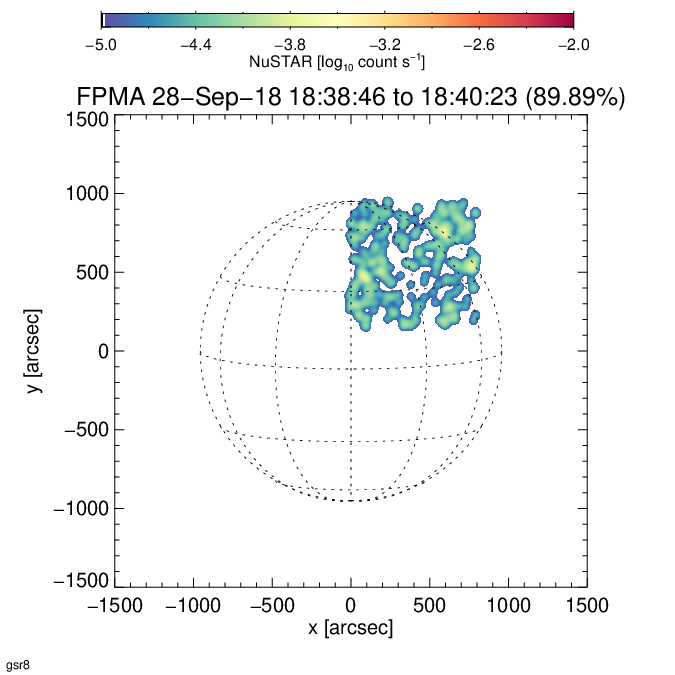 −5.0 −4.4 −3.8 −3.2 −2.6 −2.0
NuSTAR [log₁₀ count s⁻¹]
FPMA 28−Sep−18 18:38:46 to 18:40:23 (89.89%)
1500
1000
500
0
−500
−1000
−1500
y [arcsec]
−1500 −1000 −500 0 500 1000 1500
x [arcsec]
gsr8